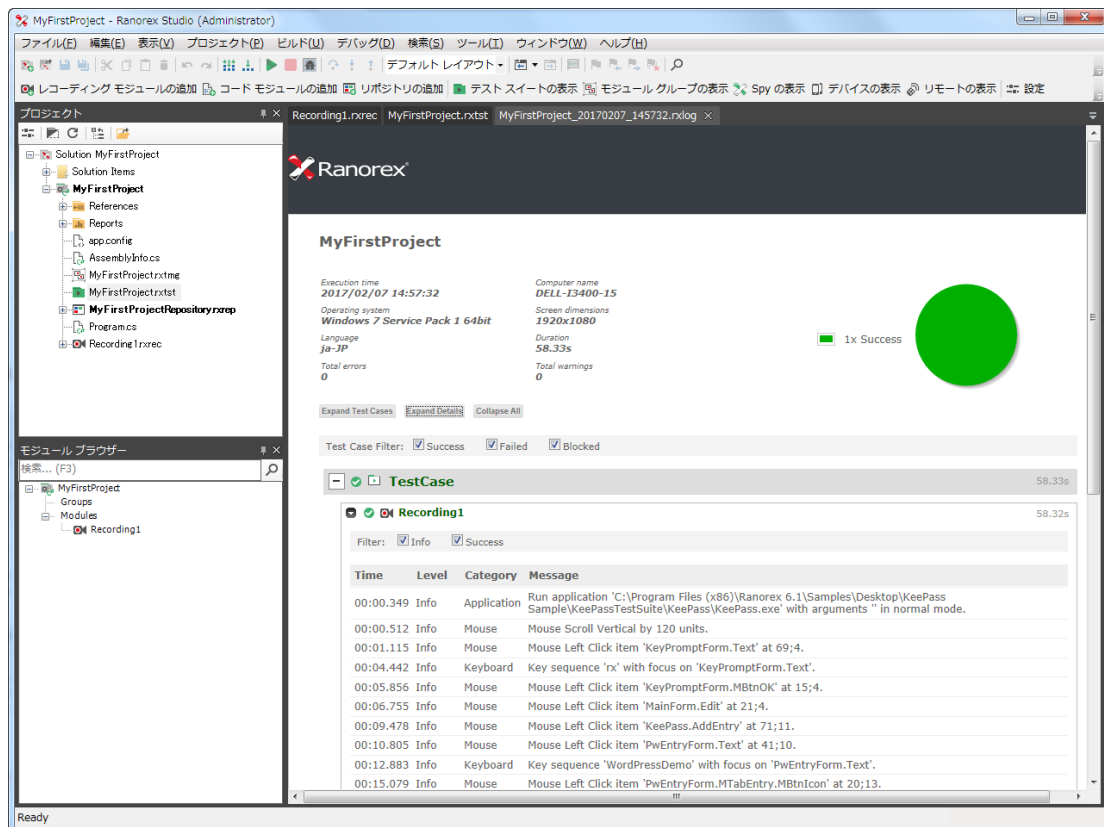 MyFirstProject - Ranorex Studio (Administrator)
ファイル(F) 編集(E) 表示(V) プロジェクト(P) ビルド(U) デバッグ(D) 検索(S) ツール(T) ウィンドウ(W) ヘルプ(H)
デフォルト レイアウト
レコーディング モジュールの追加 コード モジュールの追加 リポジトリの追加 テスト スイートの表示 モジュール グループの表示 Spy の表示 デバイスの表示 リモートの表示 設定
プロジェクト
Solution MyFirstProject
Solution Items
MyFirstProject
References
Reports
app.config
AssemblyInfo.cs
MyFirstProject.rxtmg
MyFirstProject.rxtst
MyFirstProjectRepository.rxrep
Program.cs
Recording1.rxrec
モジュール ブラウザー
検索... (F3)
MyFirstProject
Groups
Modules
Recording1
Recording1.rxrec MyFirstProject.rxtst MyFirstProject_20170207_145732.rxlog
Ranorex
MyFirstProject
Execution time
2017/02/07 14:57:32
Computer name
DELL-I3400-15
Operating system
Windows 7 Service Pack 1 64bit
Screen dimensions
1920x1080
Language
ja-JP
Duration
58.33s
Total errors
0
Total warnings
0
1x Success
Expand Test Cases Expand Details Collapse All
Test Case Filter: Success Failed Blocked
TestCase 58.33s
Recording1 58.32s
Filter: Info Success
Time Level Category Message
00:00.349 Info Application Run application 'C:\Program Files (x86)\Ranorex 6.1\Samples\Desktop\KeePass
Sample\KeePassTestSuite\KeePass\KeePass.exe' with arguments '' in normal mode.
00:00.512 Info Mouse Mouse Scroll Vertical by 120 units.
00:01.115 Info Mouse Mouse Left Click item 'KeyPromptForm.Text' at 69;4.
00:04.442 Info Keyboard Key sequence 'rx' with focus on 'KeyPromptForm.Text'.
00:05.856 Info Mouse Mouse Left Click item 'KeyPromptForm.MBtnOK' at 15;4.
00:06.755 Info Mouse Mouse Left Click item 'MainForm.Edit' at 21;4.
00:09.478 Info Mouse Mouse Left Click item 'KeePass.AddEntry' at 71;11.
00:10.805 Info Mouse Mouse Left Click item 'PwEntryForm.Text' at 41;10.
00:12.883 Info Keyboard Key sequence 'WordPressDemo' with focus on 'PwEntryForm.Text'.
00:15.079 Info Mouse Mouse Left Click item 'PwEntryForm.MTabEntry.MBtnIcon' at 20;13.
Ready